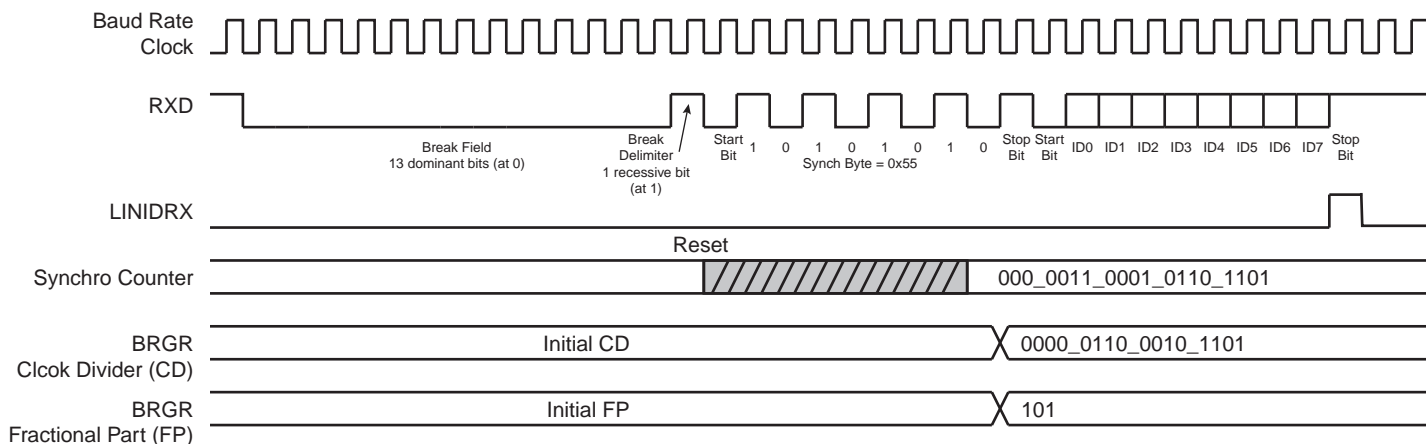 Baud Rate
Clock
RXD
Break Field
13 dominant bits (at 0)
Break
Delimiter
1 recessive bit
(at 1)
Start
Bit
1 0 1 0 1 0 1 0
Synch Byte = 0x55
Stop
Bit
Start
Bit
ID0 ID1 ID2 ID3 ID4 ID5 ID6 ID7
Stop
Bit
LINIDRX
Reset
Synchro Counter
000_0011_0001_0110_1101
BRGR
Clcok Divider (CD)
Initial CD
0000_0110_0010_1101
BRGR
Fractional Part (FP)
Initial FP
101